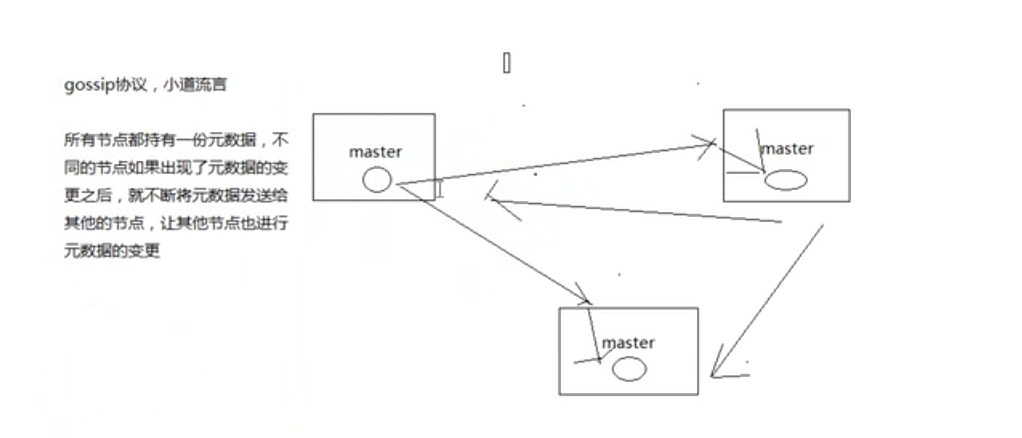 gossip协议，小道流言
所有节点都持有一份元数据，不
同的节点如果出现了元数据的变
更之后，就不断将元数据发送给
其他的节点，让其他节点也进行
元数据的变更
master
master
master